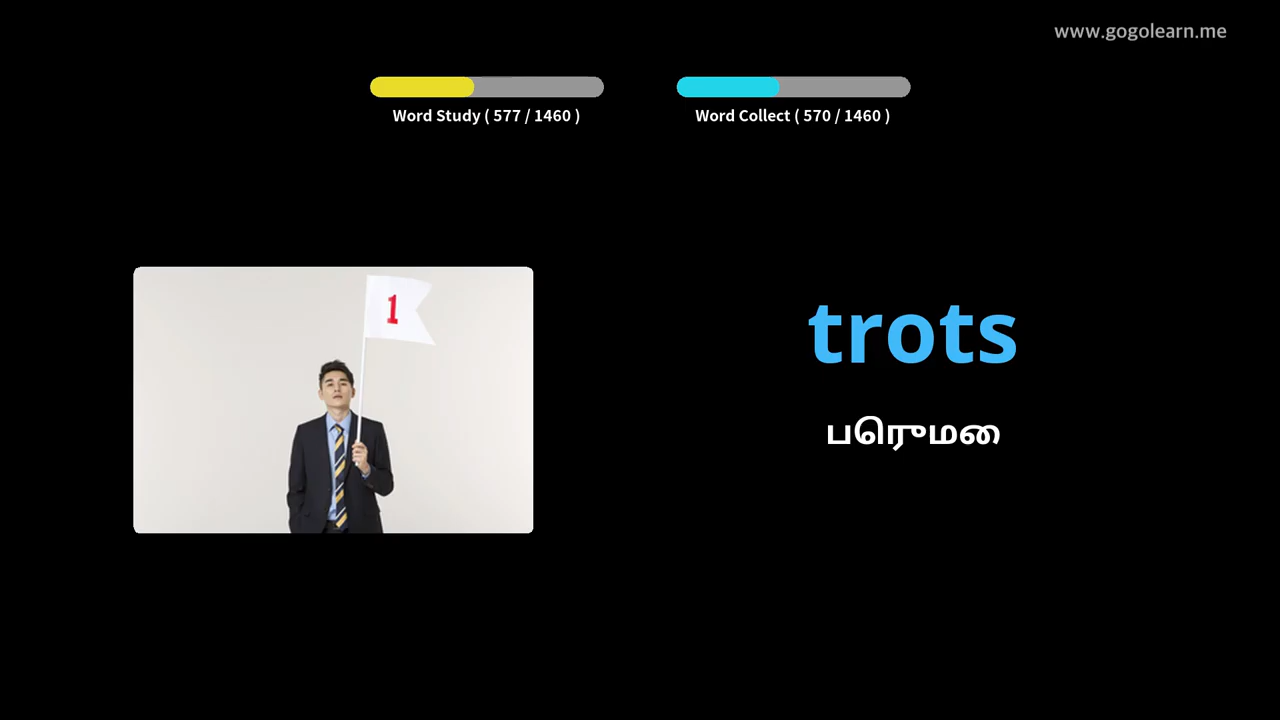 www.gogolearn.me
Word Study ( 577 / 1460 )
Word Collect ( 570 / 1460 )
1
trots
பெருமை